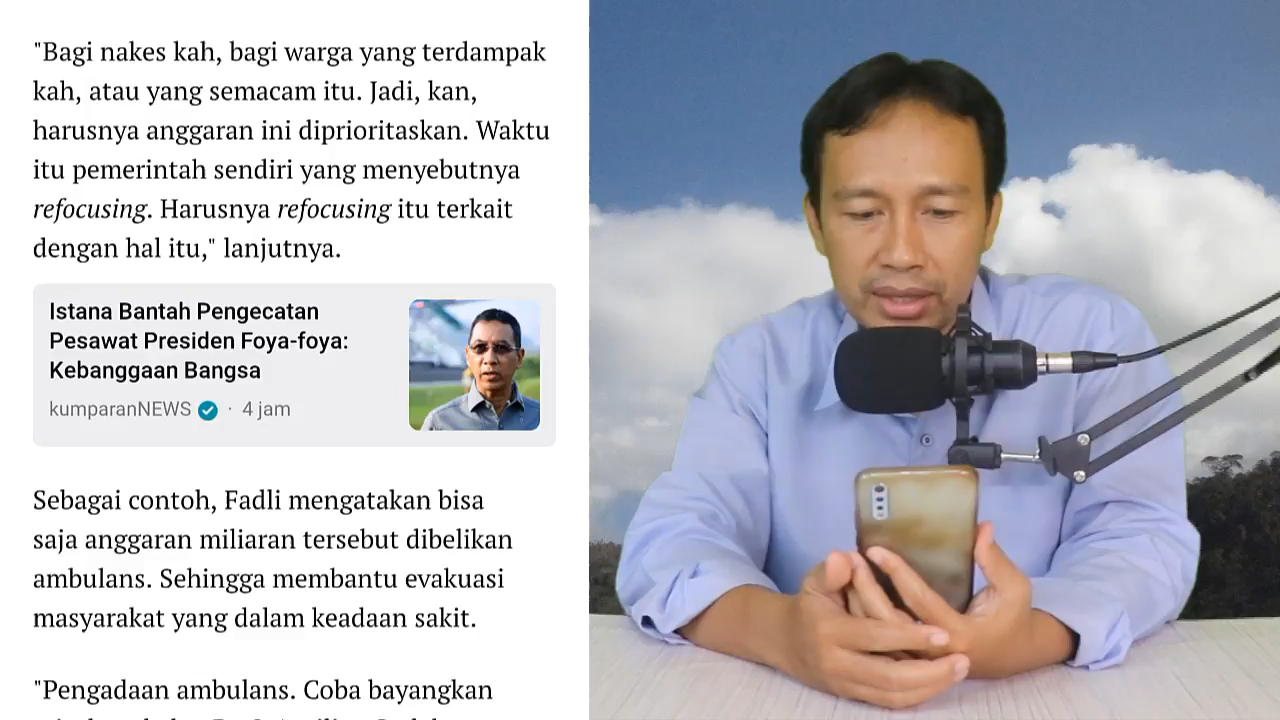 "Bagi nakes kah, bagi warga yang terdampak
kah, atau yang semacam itu. Jadi, kan,
harusnya anggaran ini diprioritaskan. Waktu
itu pemerintah sendiri yang menyebutnya
refocusing. Harusnya refocusing itu terkait
dengan hal itu," lanjutnya.
Istana Bantah Pengecatan
Pesawat Presiden Foya-foya:
Kebanggaan Bangsa
kumparanNEWS · 4 jam
Sebagai contoh, Fadli mengatakan bisa
saja anggaran miliaran tersebut dibelikan
ambulans. Sehingga membantu evakuasi
masyarakat yang dalam keadaan sakit.
"Pengadaan ambulans. Coba bayangkan